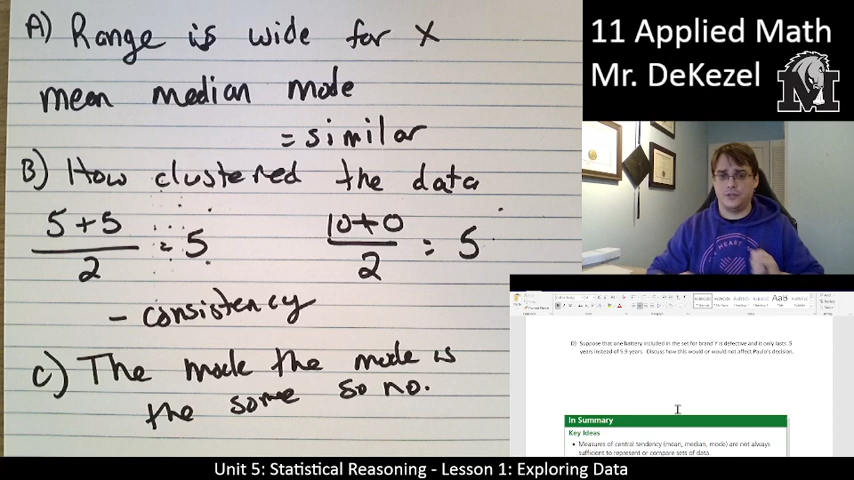 A) Range is wide for X
mean median mode
= similar
B) How clustered the data
5 + 5
2
= 5
10 + 0
2
= 5
- consistency
C) The mode the mode is
the same so no.
11 Applied Math
Mr. DeKezel
M
A HEART
D) Suppose that one battery included in the set for brand Y is defective and it only lasts .5
years instead of 5.9 years. Discuss how this would or would not affect Paulo's decision.
In Summary
Key Ideas
• Measures of central tendency (mean, median, mode) are not always
sufficient to represent or compare sets of data.
Unit 5: Statistical Reasoning - Lesson 1: Exploring Data